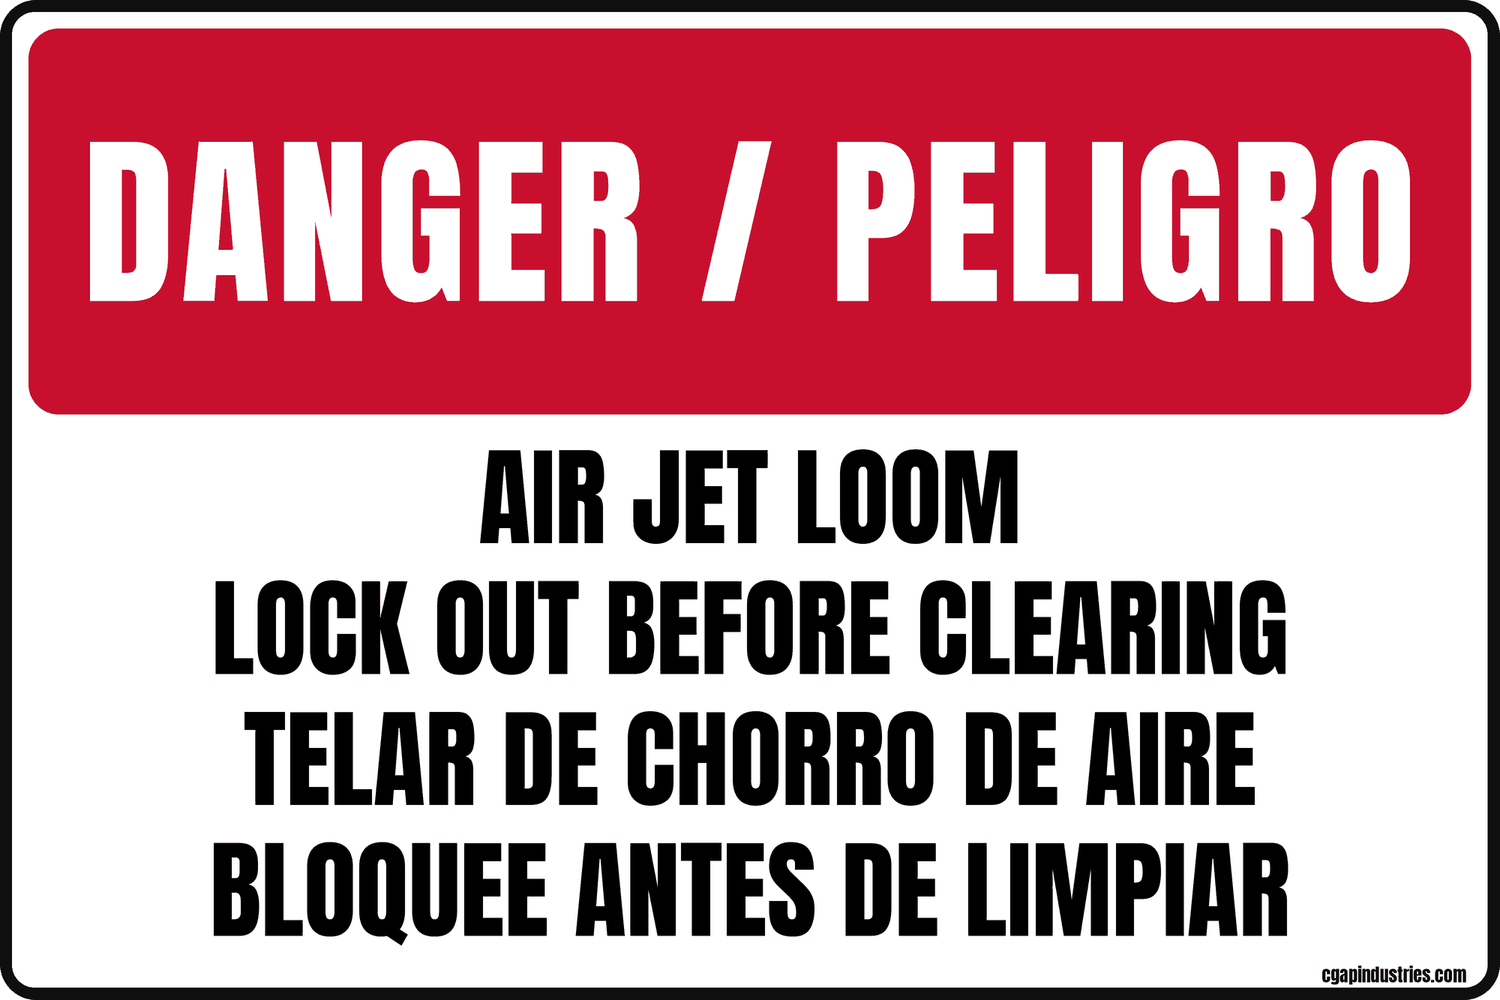 DANGER / PELIGRO
AIR JET LOOM
LOCK OUT BEFORE CLEARING
TELAR DE CHORRO DE AIRE
BLOQUEE ANTES DE LIMPIAR
cgapindustries.com